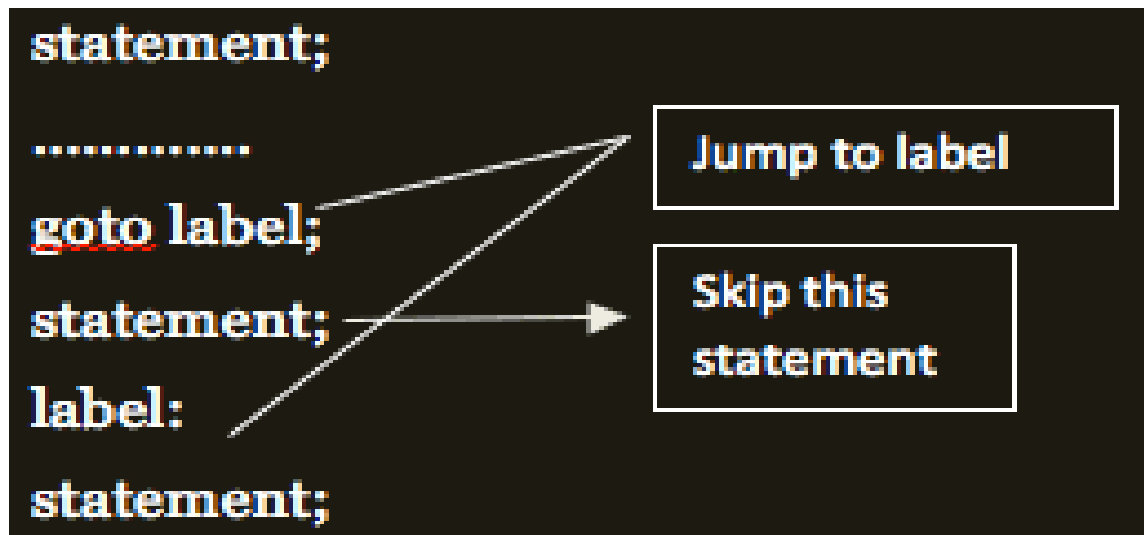 statement;
.............
goto label;
statement;
label:
statement;
Jump to label
Skip this
statement